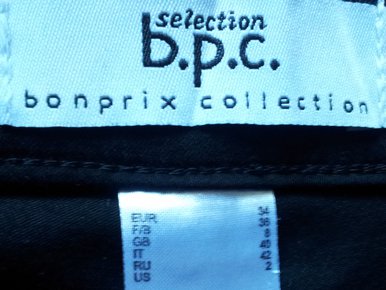 selection
b.p.c.
bonprix collection
EUR 34
F/B 36
GB 8
IT 40
RU 42
US 2